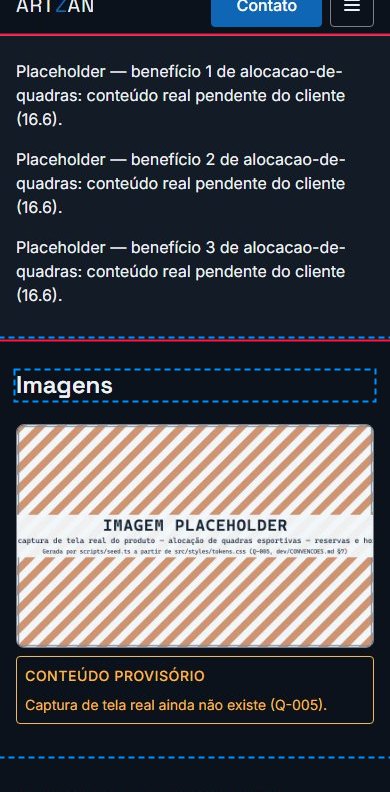 ARTZAN
Contato
Placeholder — benefício 1 de alocacao-de-
quadras: conteúdo real pendente do cliente
(16.6).
Placeholder — benefício 2 de alocacao-de-
quadras: conteúdo real pendente do cliente
(16.6).
Placeholder — benefício 3 de alocacao-de-
quadras: conteúdo real pendente do cliente
(16.6).
Imagens
IMAGEM PLACEHOLDER
captura de tela real do produto — alocação de quadras esportivas — reservas e ho
Gerada por scripts/seed.ts a partir de src/styles/tokens.css (Q-005, dev/CONVENCOES.md §7)
CONTEÚDO PROVISÓRIO
Captura de tela real ainda não existe (Q-005).